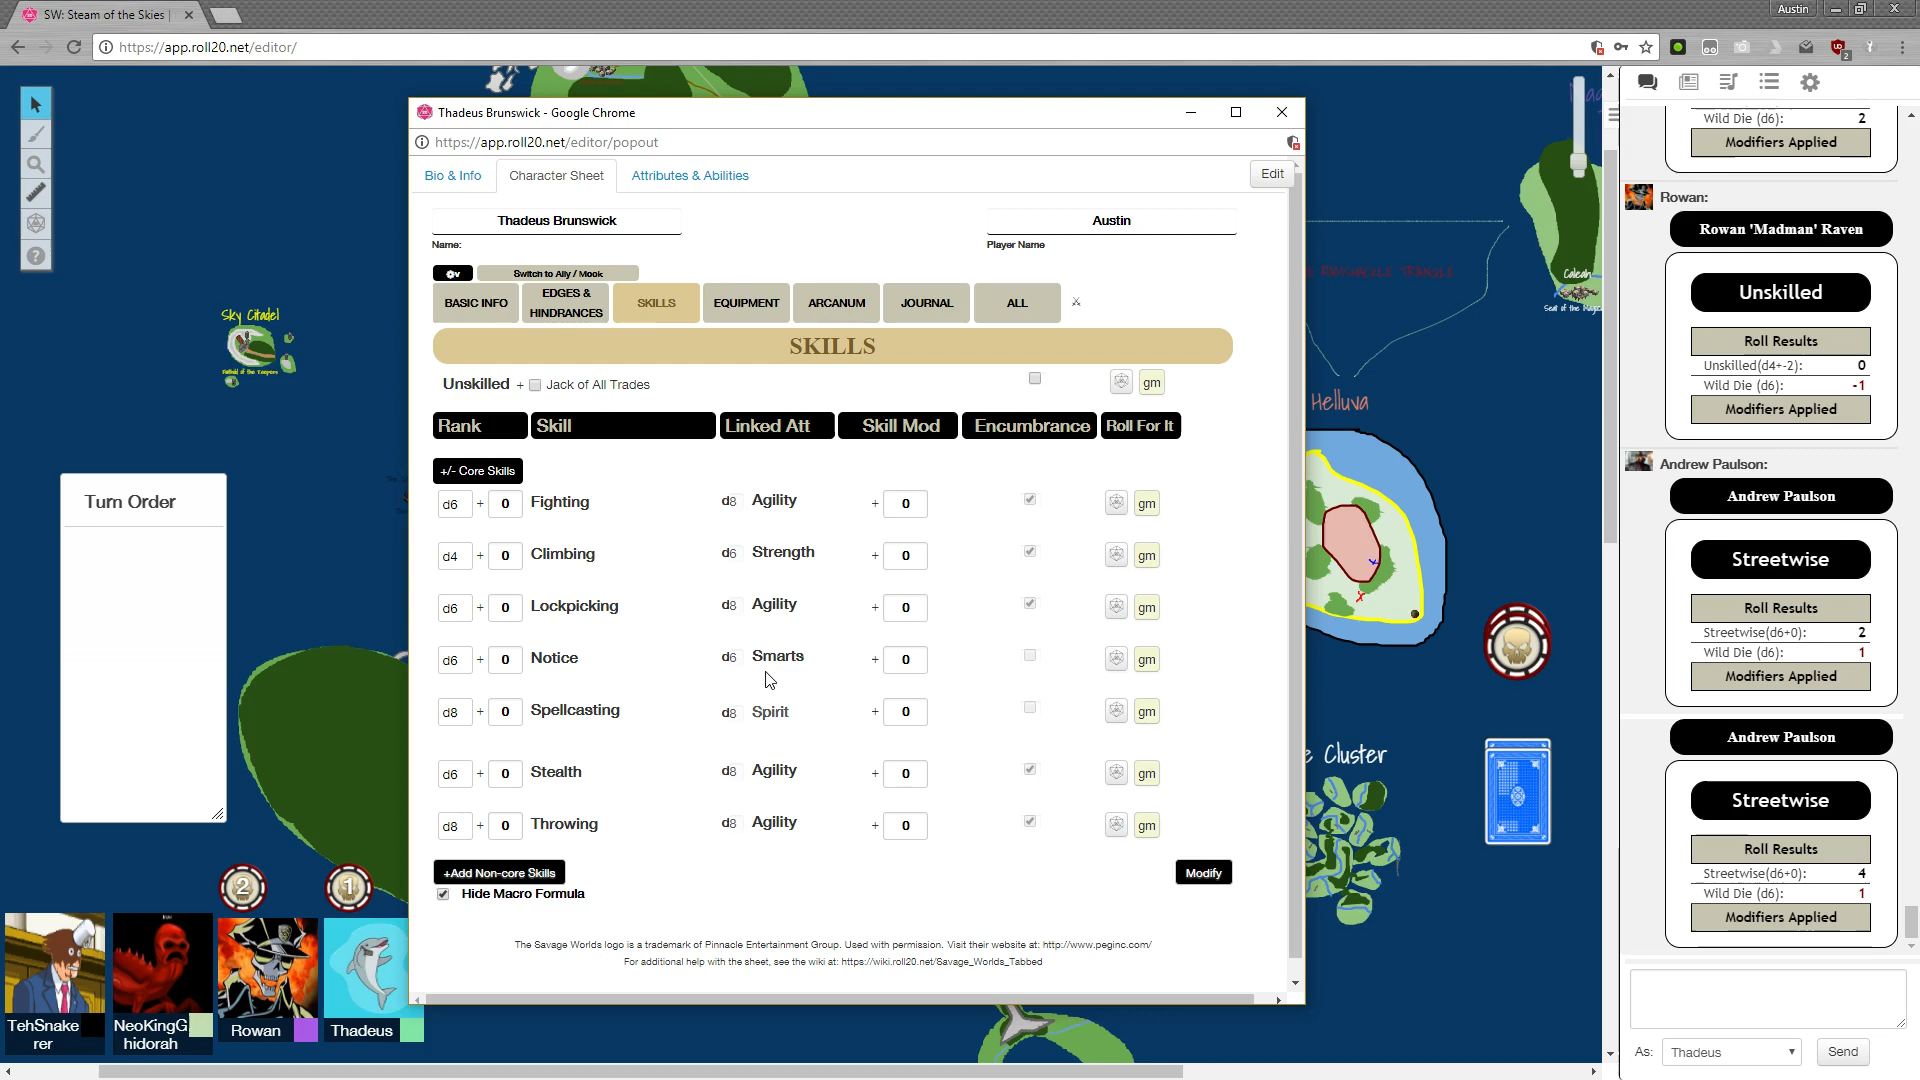 SW: Steam of the Skies
Austin
https://app.roll20.net/editor/
Thadeus Brunswick - Google Chrome
https://app.roll20.net/editor/popout
Bio & Info
Character Sheet
Attributes & Abilities
Edit
Thadeus Brunswick
Austin
Name:
Player Name
Switch to Ally / Mook
BASIC INFO
EDGES &
HINDRANCES
SKILLS
EQUIPMENT
ARCANUM
JOURNAL
ALL
SKILLS
Unskilled + Jack of All Trades
gm
Rank Skill Linked Att Skill Mod Encumbrance Roll For It
+/- Core Skills
d6 + 0 Fighting d8 Agility + 0 gm
d4 + 0 Climbing d6 Strength + 0 gm
d6 + 0 Lockpicking d8 Agility + 0 gm
d6 + 0 Notice d6 Smarts + 0 gm
d8 + 0 Spellcasting d8 Spirit + 0 gm
d6 + 0 Stealth d8 Agility + 0 gm
d8 + 0 Throwing d8 Agility + 0 gm
+Add Non-core Skills
Modify
Hide Macro Formula
The Savage Worlds logo is a trademark of Pinnacle Entertainment Group. Used with permission. Visit their website at: http://www.peginc.com/
For additional help with the sheet, see the wiki at: https://wiki.roll20.net/Savage_Worlds_Tabbed
Sky Citadel
Turn Order
2
1
TehSnake
rer
NeoKingG
hidorah
Rowan
Thadeus
Caleah
Helluva
Cluster
Wild Die (d6): 2
Modifiers Applied
Rowan:
Rowan 'Madman' Raven
Unskilled
Roll Results
Unskilled(d4+-2): 0
Wild Die (d6): -1
Modifiers Applied
Andrew Paulson:
Andrew Paulson
Streetwise
Roll Results
Streetwise(d6+0): 2
Wild Die (d6): 1
Modifiers Applied
Andrew Paulson
Streetwise
Roll Results
Streetwise(d6+0): 4
Wild Die (d6): 1
Modifiers Applied
As: Thadeus
Send